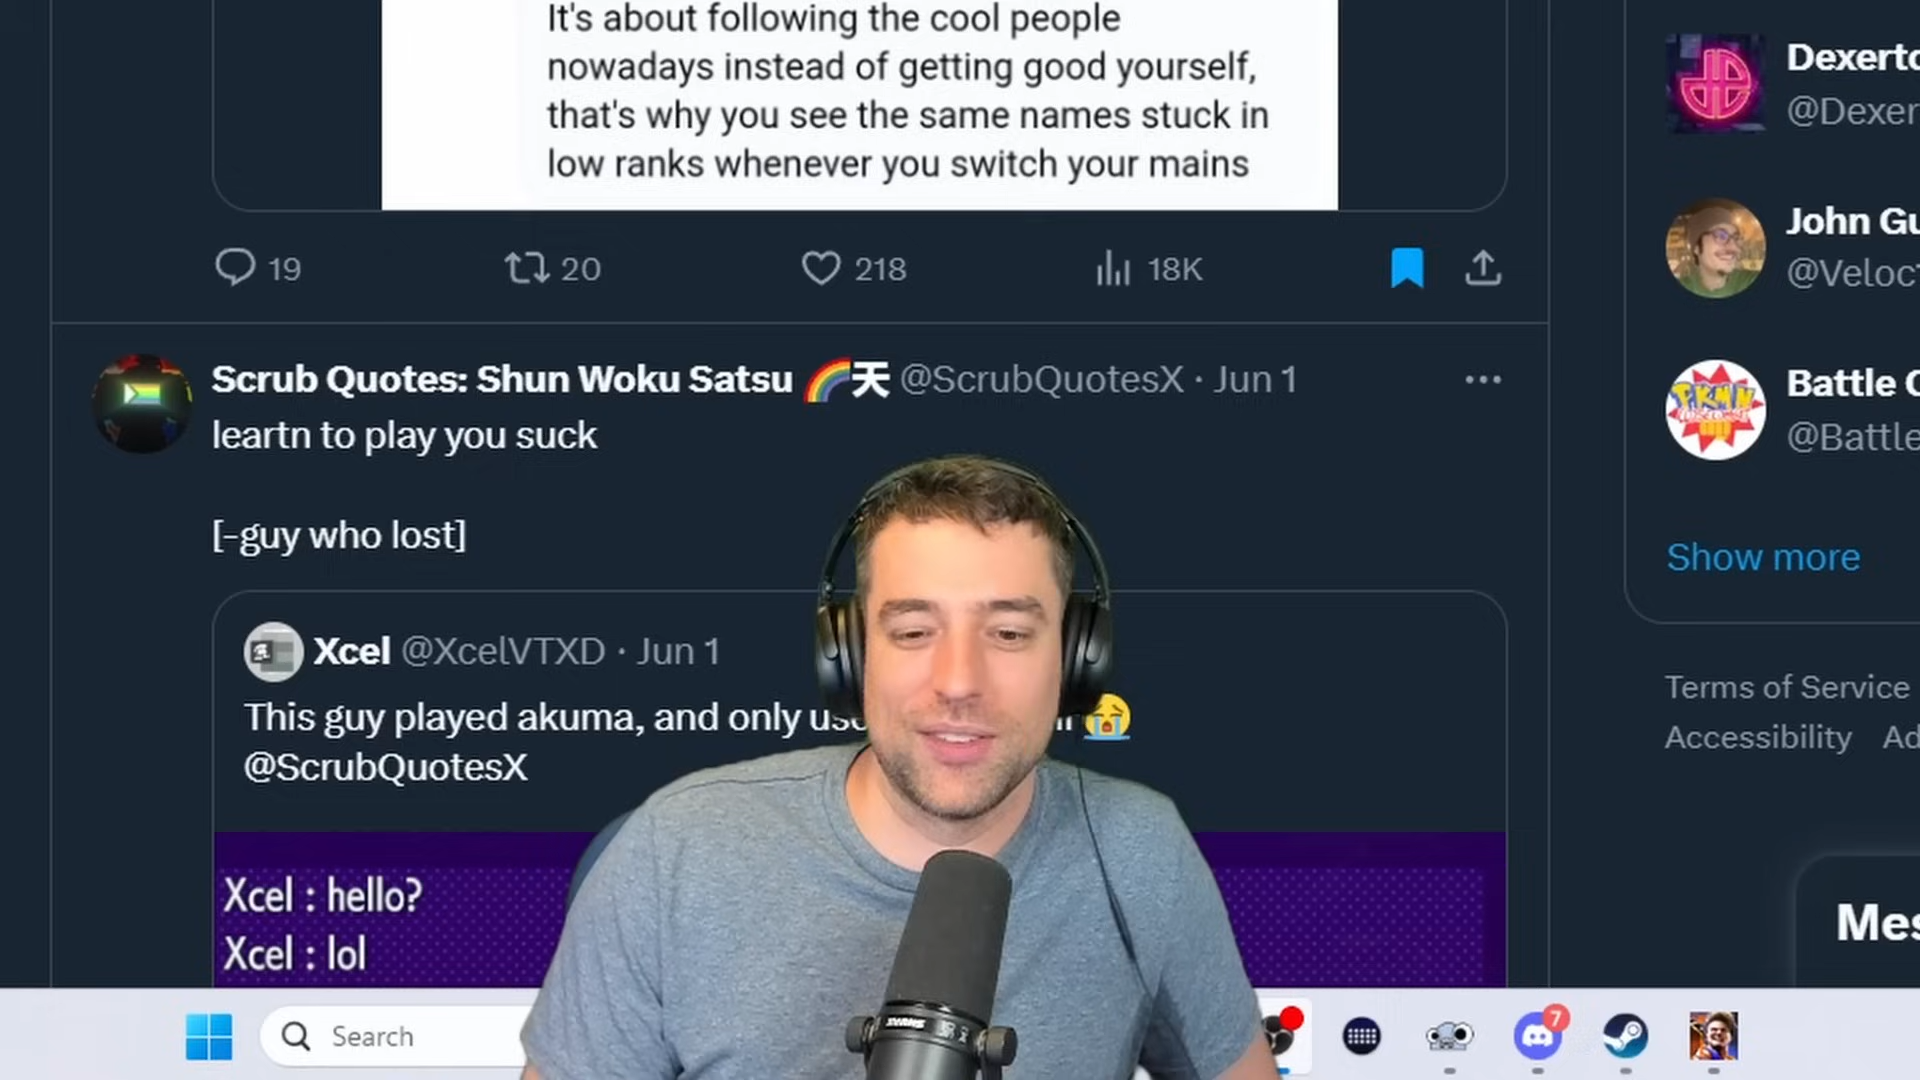 It's about following the cool people
nowadays instead of getting good yourself,
that's why you see the same names stuck in
low ranks whenever you switch your mains
19
20
218
18K
Scrub Quotes: Shun Woku Satsu 🌈天 @ScrubQuotesX · Jun 1
leartn to play you suck
[-guy who lost]
Xcel @XcelVTXD · Jun 1
This guy played akuma, and only 😭
@ScrubQuotesX
Xcel : hello?
Xcel : lol
Dexerto
@Dexer
John Gu
@Veloc
Battle
@Battle
PKMN
Show more
Terms of Service
Accessibility Ad
Mes
Search
7
SHURE